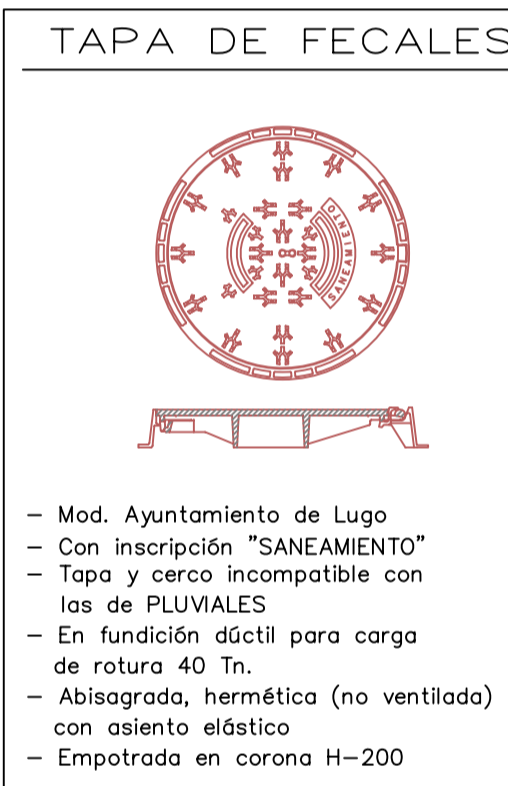 TAPA DE FECALES
SANEAMIENTO
– Mod. Ayuntamiento de Lugo
– Con inscripción "SANEAMIENTO"
– Tapa y cerco incompatible con
las de PLUVIALES
– En fundición dúctil para carga
de rotura 40 Tn.
– Abisagrada, hermética (no ventilada)
con asiento elástico
– Empotrada en corona H-200